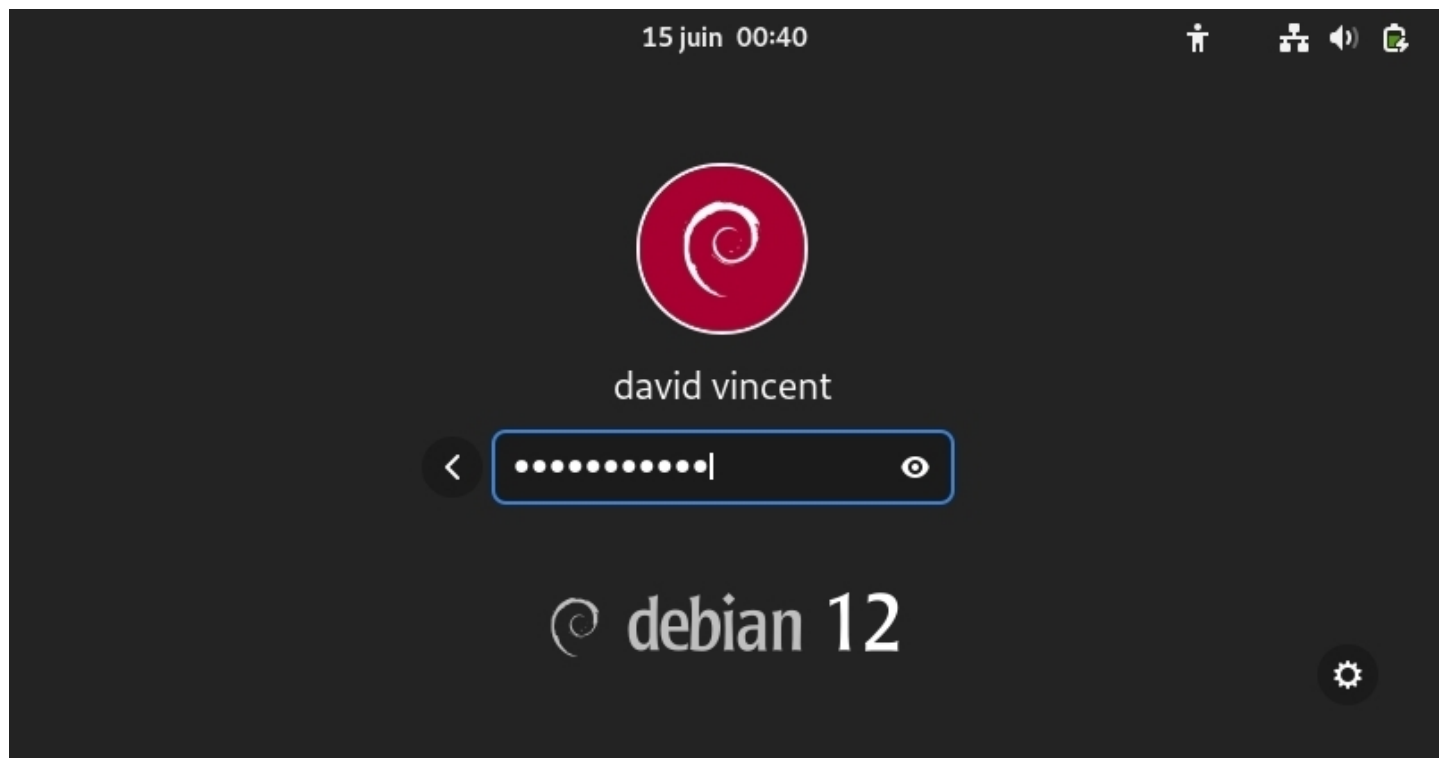 15 juin 00:40
david vincent
•••••••••••
debian 12